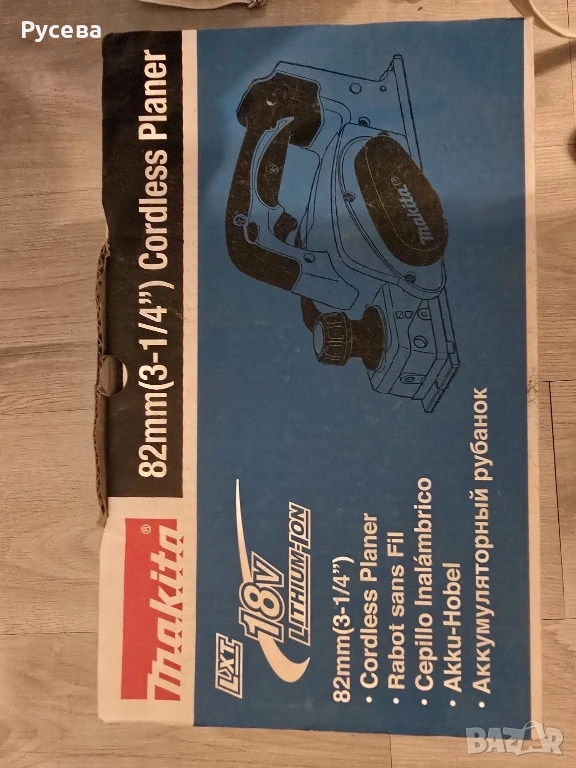 Русева
makita®
82mm(3-1/4") Cordless Planer
makita®
LXT
18V
LITHIUM-ION
82mm(3-1/4")
• Cordless Planer
• Rabot sans Fil
• Cepillo Inalámbrico
• Akku-Hobel
• Аккумуляторный рубанок
BAZAR